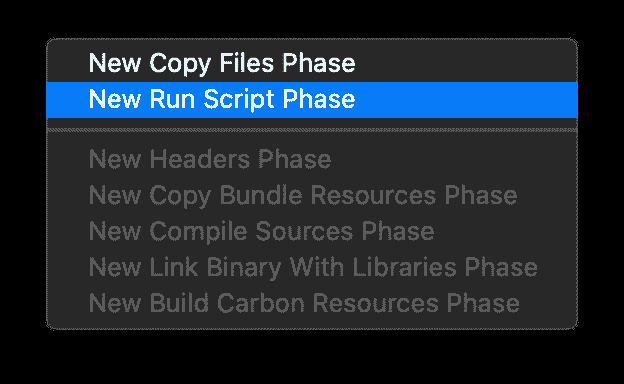 New Copy Files Phase
New Run Script Phase
New Headers Phase
New Copy Bundle Resources Phase
New Compile Sources Phase
New Link Binary With Libraries Phase
New Build Carbon Resources Phase